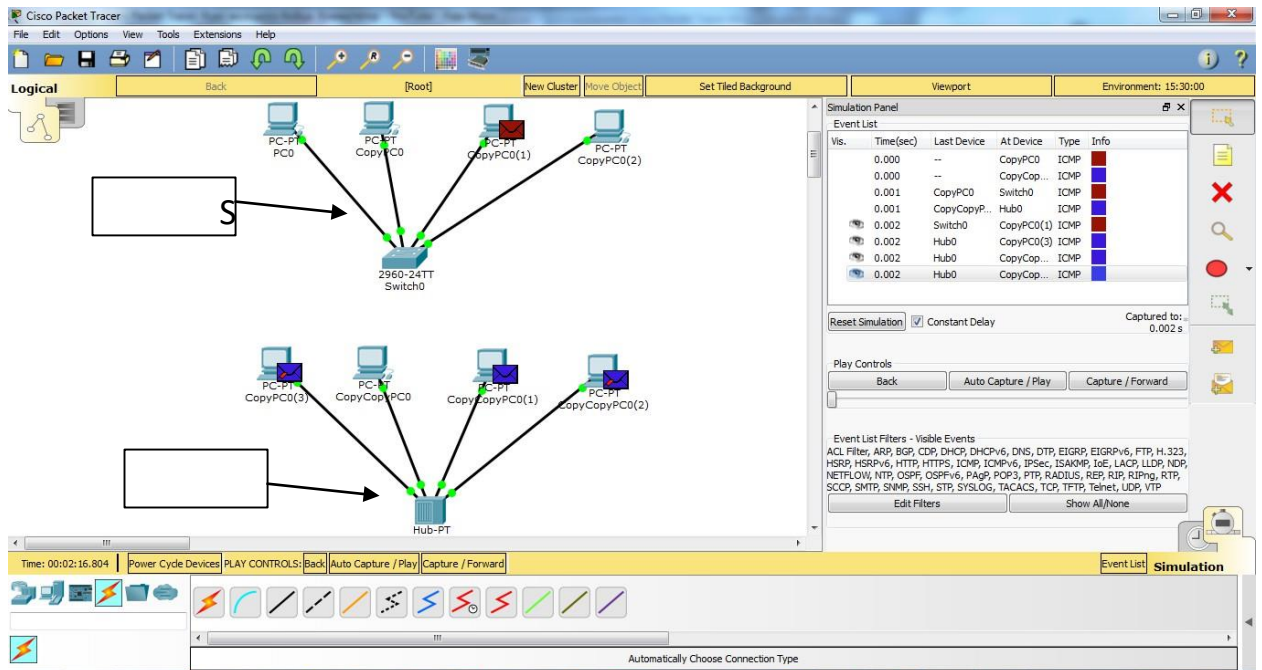 Cisco Packet Tracer
File Edit Options View Tools Extensions Help
Logical Back [Root] New Cluster Move Object Set Tiled Background Viewport Environment: 15:30:00
PC-PT
PC0
PC-PT
CopyPC0
PC-PT
CopyPC0(1)
PC-PT
CopyPC0(2)
S
2960-24TT
Switch0
PC-PT
CopyPC0(3)
PC-PT
CopyCopyPC0
PC-PT
CopyCopyPC0(1)
PC-PT
CopyCopyPC0(2)
Hub-PT
Simulation Panel
Event List
Vis. Time(sec) Last Device At Device Type Info
0.000 -- CopyPC0 ICMP
0.000 -- CopyCop... ICMP
0.001 CopyPC0 Switch0 ICMP
0.001 CopyCopyP... Hub0 ICMP
0.002 Switch0 CopyPC0(1) ICMP
0.002 Hub0 CopyPC0(3) ICMP
0.002 Hub0 CopyCop... ICMP
0.002 Hub0 CopyCop... ICMP
Reset Simulation Constant Delay Captured to:
0.002 s
Play Controls
Back Auto Capture / Play Capture / Forward
Event List Filters - Visible Events
ACL Filter, ARP, BGP, CDP, DHCP, DHCPv6, DNS, DTP, EIGRP, EIGRPv6, FTP, H.323,
HSRP, HSRPv6, HTTP, HTTPS, ICMP, ICMPv6, IPSec, ISAKMP, IoE, LACP, LLDP, NDP,
NETFLOW, NTP, OSPF, OSPFv6, PAgP, POP3, PTP, RADIUS, REP, RIP, RIPng, RTP,
SCCP, SMTP, SNMP, SSH, STP, SYSLOG, TACACS, TCP, TFTP, Telnet, UDP, VTP
Edit Filters Show All/None
Time: 00:02:16.804 Power Cycle Devices PLAY CONTROLS: Back Auto Capture / Play Capture / Forward Event List Simulation
Automatically Choose Connection Type